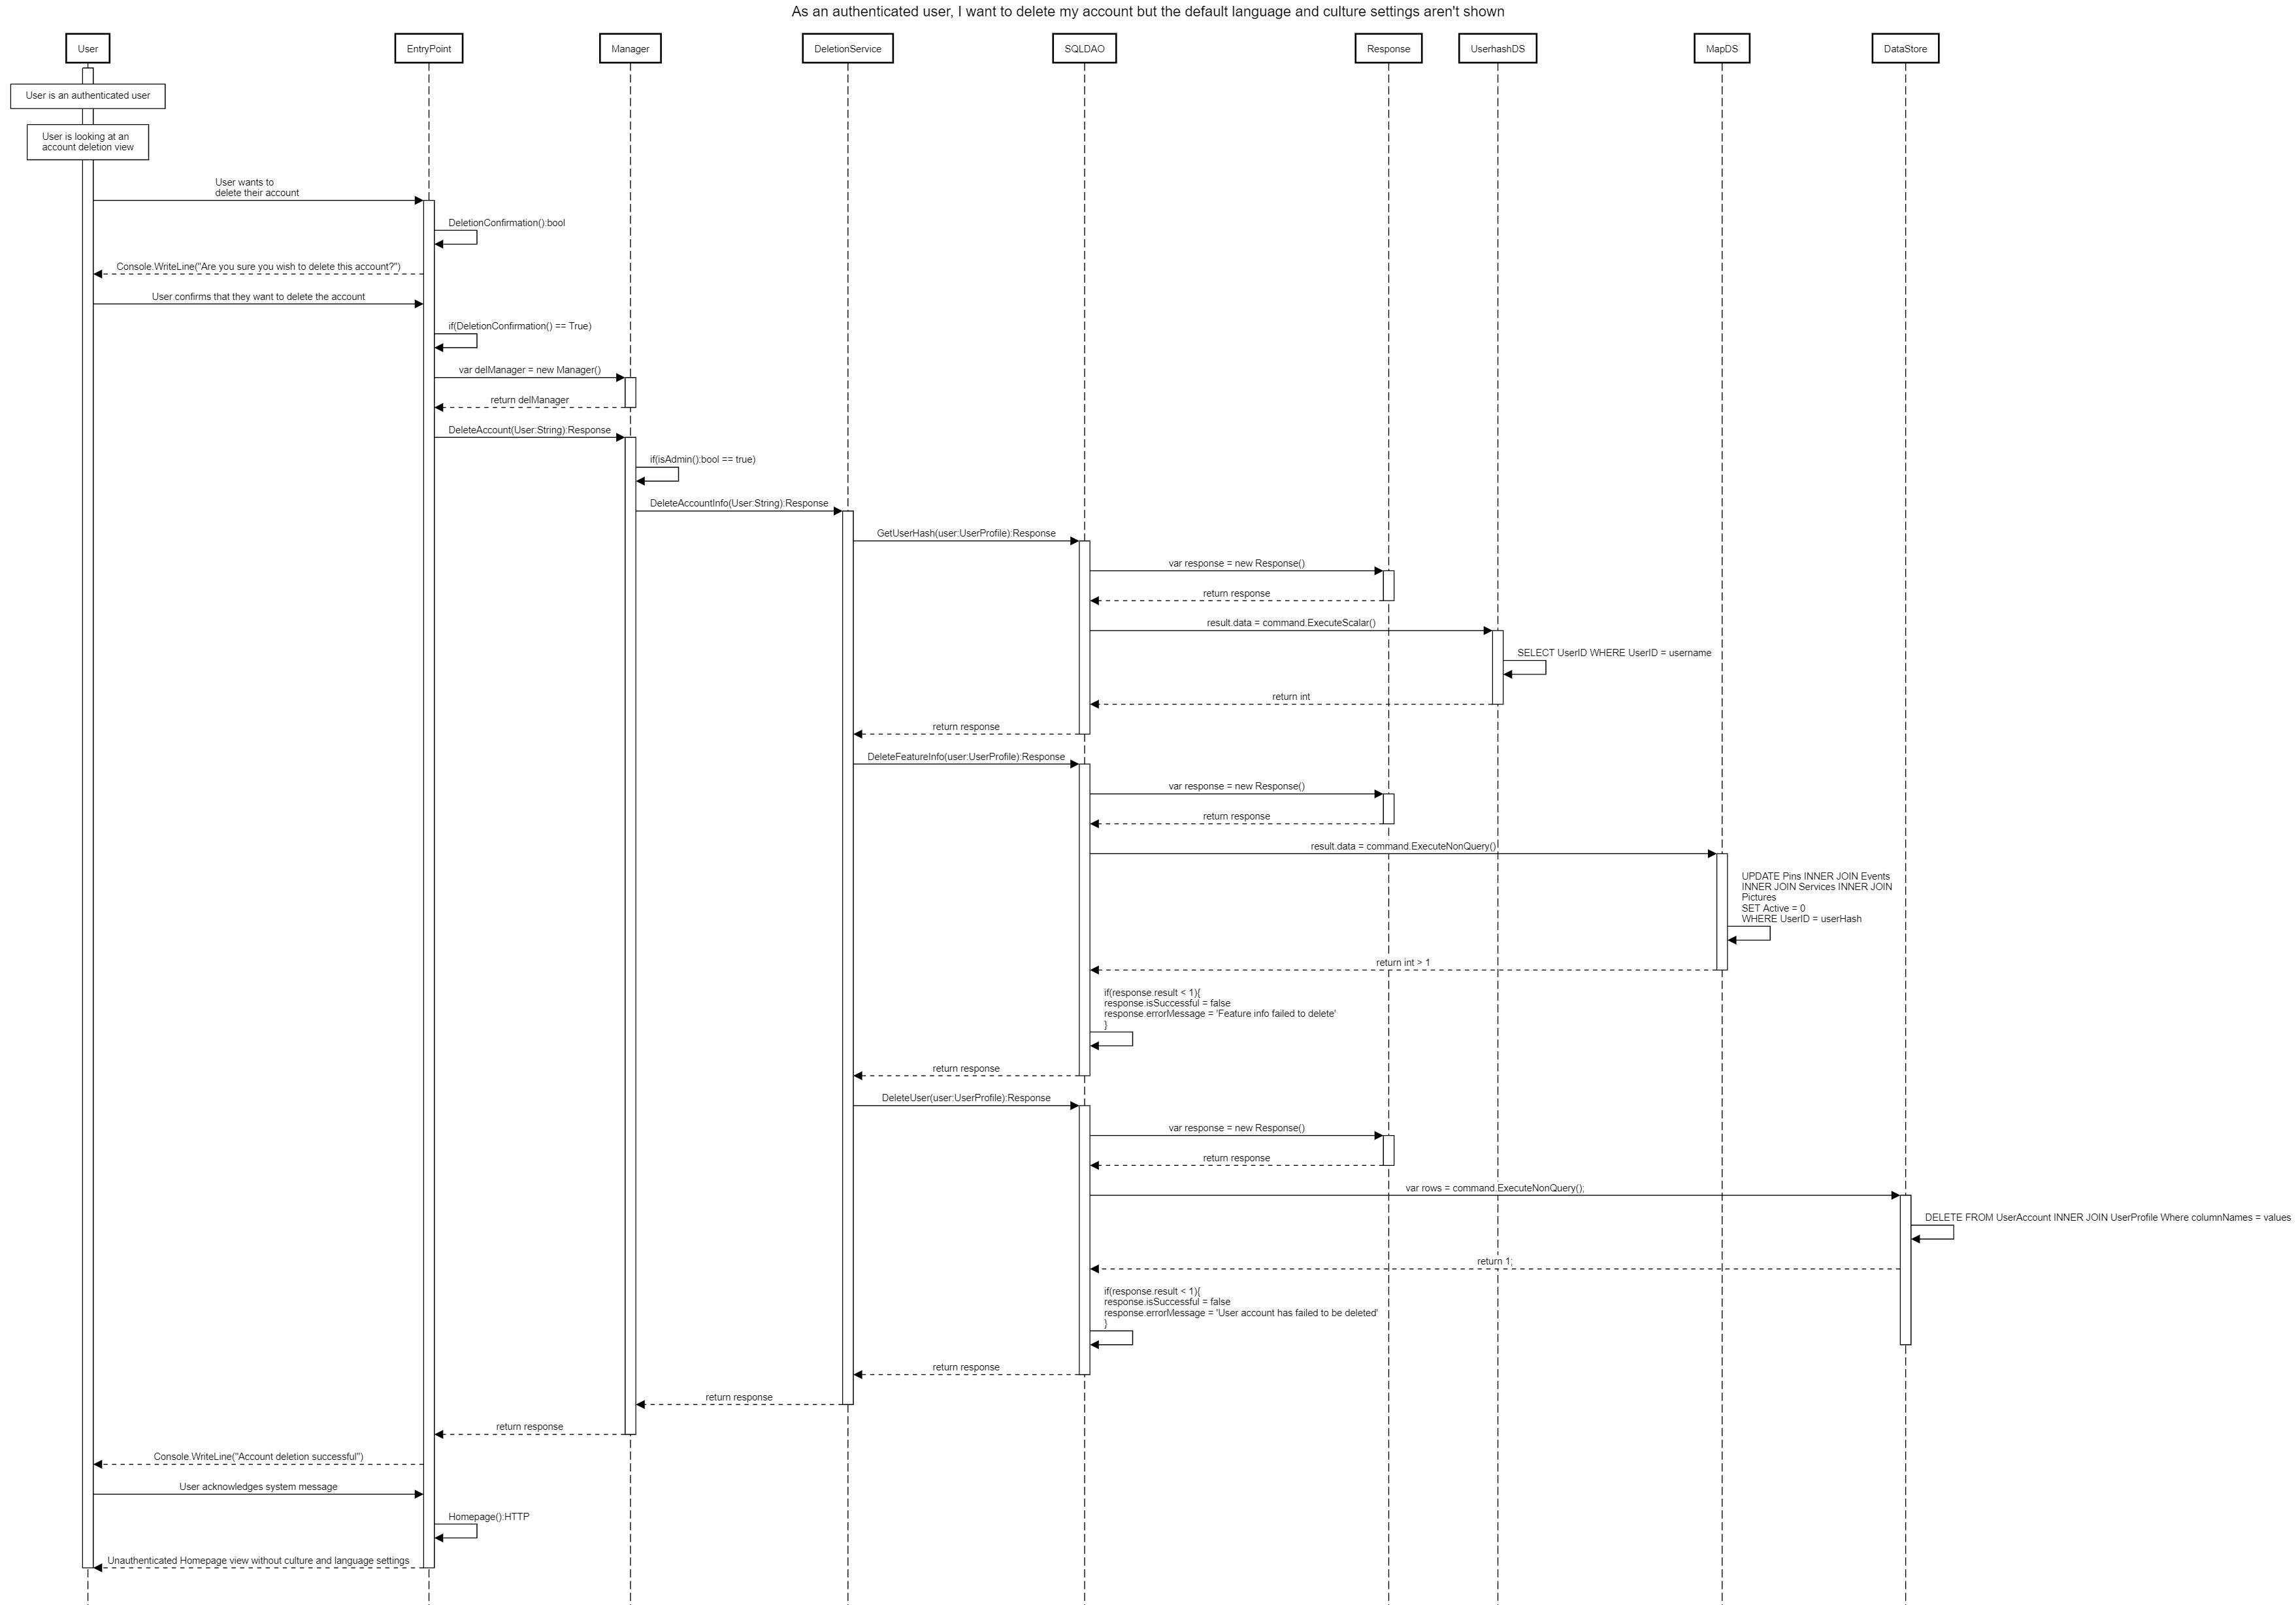 As an authenticated user, I want to delete my account but the default language and culture settings aren't shown
User
EntryPoint
Manager
DeletionService
SQLDAO
Response
UserhashDS
MapDS
DataStore
User is an authenticated user
User is looking at an
account deletion view
User wants to
delete their account
DeletionConfirmation():bool
Console.WriteLine("Are you sure you wish to delete this account?")
User confirms that they want to delete the account
if(DeletionConfirmation() == True)
var delManager = new Manager()
return delManager
DeleteAccount(User:String):Response
if(isAdmin():bool == true)
DeleteAccountInfo(User:String):Response
GetUserHash(user:UserProfile):Response
var response = new Response()
return response
result.data = command.ExecuteScalar()
SELECT UserID WHERE UserID = username
return int
return response
DeleteFeatureInfo(user:UserProfile):Response
var response = new Response()
return response
result.data = command.ExecuteNonQuery()
UPDATE Pins INNER JOIN Events
INNER JOIN Services INNER JOIN
Pictures
SET Active = 0
WHERE UserID = userHash
return int > 1
if(response.result < 1){
response.isSuccessful = false
response.errorMessage = 'Feature info failed to delete'
}
return response
DeleteUser(user:UserProfile):Response
var response = new Response()
return response
var rows = command.ExecuteNonQuery();
DELETE FROM UserAccount INNER JOIN UserProfile Where columnNames = values
return 1;
if(response.result < 1){
response.isSuccessful = false
response.errorMessage = 'User account has failed to be deleted'
}
return response
return response
return response
Console.WriteLine("Account deletion successful")
User acknowledges system message
Homepage():HTTP
Unauthenticated Homepage view without culture and language settings